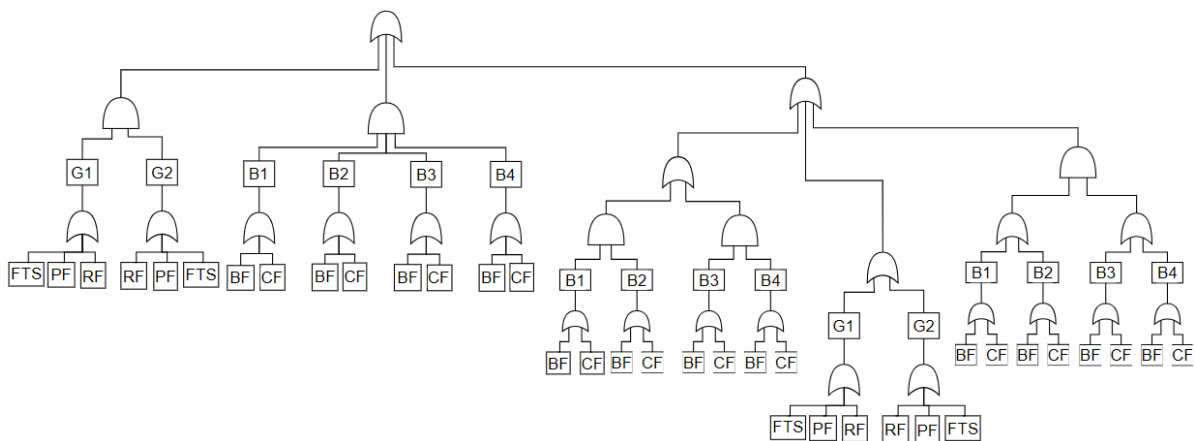 G1 G2 B1 B2 B3 B4
FTS PF RF RF PF FTS BF CF BF CF BF CF BF CF
B1 B2 B3 B4
BF CF BF CF BF CF BF CF
G1 G2
FTS PF RF RF PF FTS
B1 B2 B3 B4
BF CF BF CF BF CF BF CF